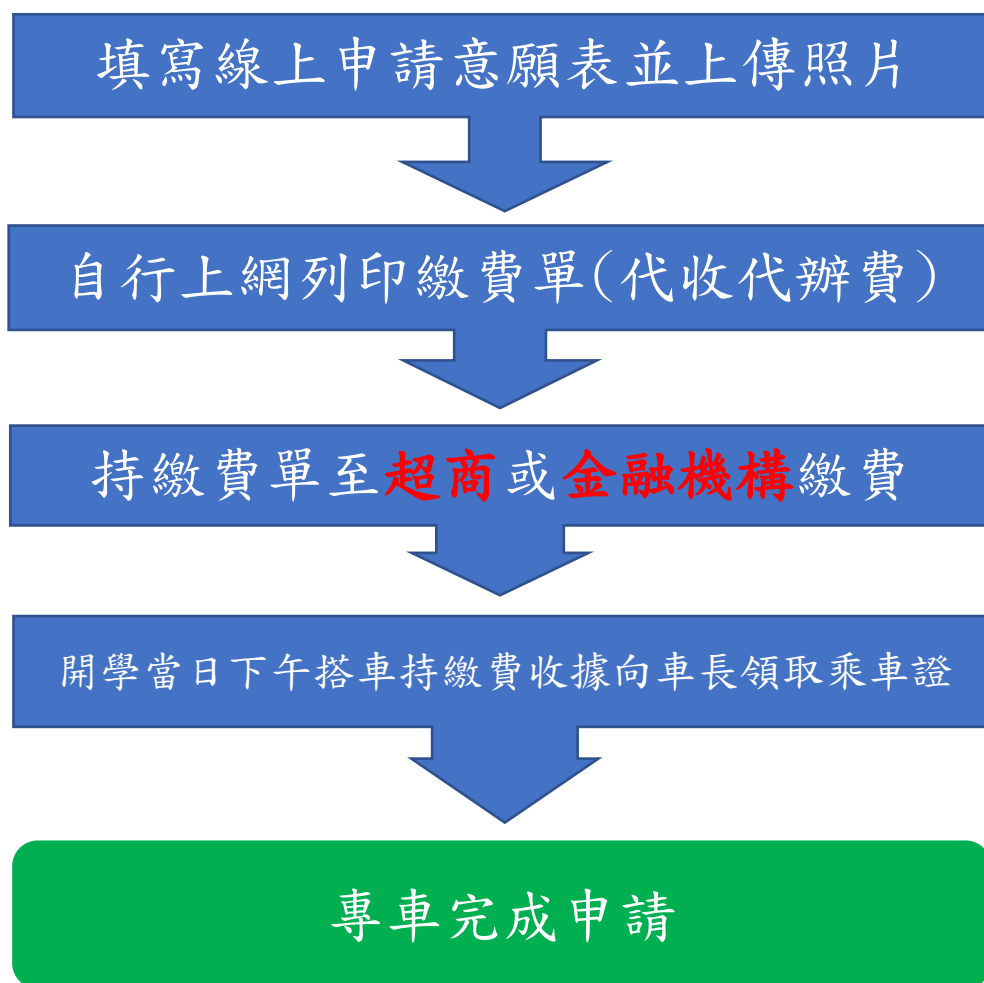 填寫線上申請意願表並上傳照片
自行上網列印繳費單(代收代辦費)
持繳費單至超商或金融機構繳費
開學當日下午搭車持繳費收據向車長領取乘車證
專車完成申請